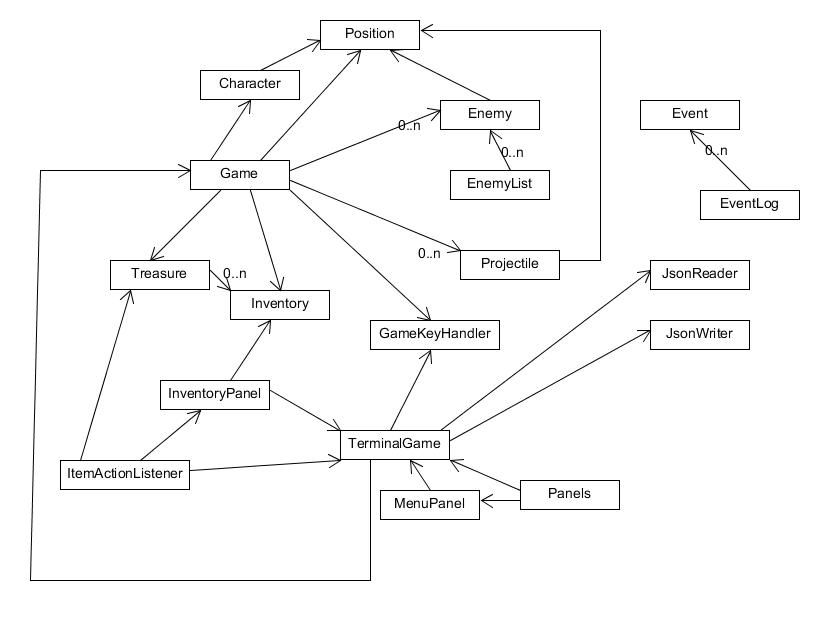 Position
Character
Enemy
Event
0..n
0..n
0..n
Game
EnemyList
EventLog
0..n
Projectile
Treasure
0..n
JsonReader
Inventory
GameKeyHandler
JsonWriter
InventoryPanel
TerminalGame
ItemActionListener
MenuPanel
Panels